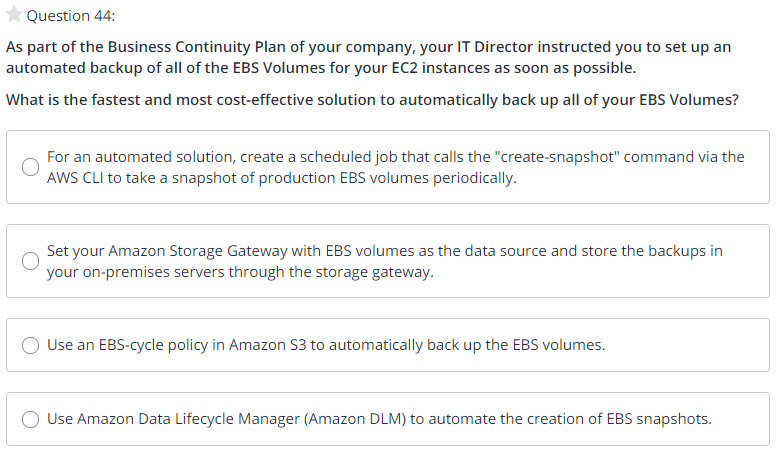 Question 44:
As part of the Business Continuity Plan of your company, your IT Director instructed you to set up an
automated backup of all of the EBS Volumes for your EC2 instances as soon as possible.
What is the fastest and most cost-effective solution to automatically back up all of your EBS Volumes?
For an automated solution, create a scheduled job that calls the "create-snapshot" command via the
AWS CLI to take a snapshot of production EBS volumes periodically.
Set your Amazon Storage Gateway with EBS volumes as the data source and store the backups in
your on-premises servers through the storage gateway.
Use an EBS-cycle policy in Amazon S3 to automatically back up the EBS volumes.
Use Amazon Data Lifecycle Manager (Amazon DLM) to automate the creation of EBS snapshots.